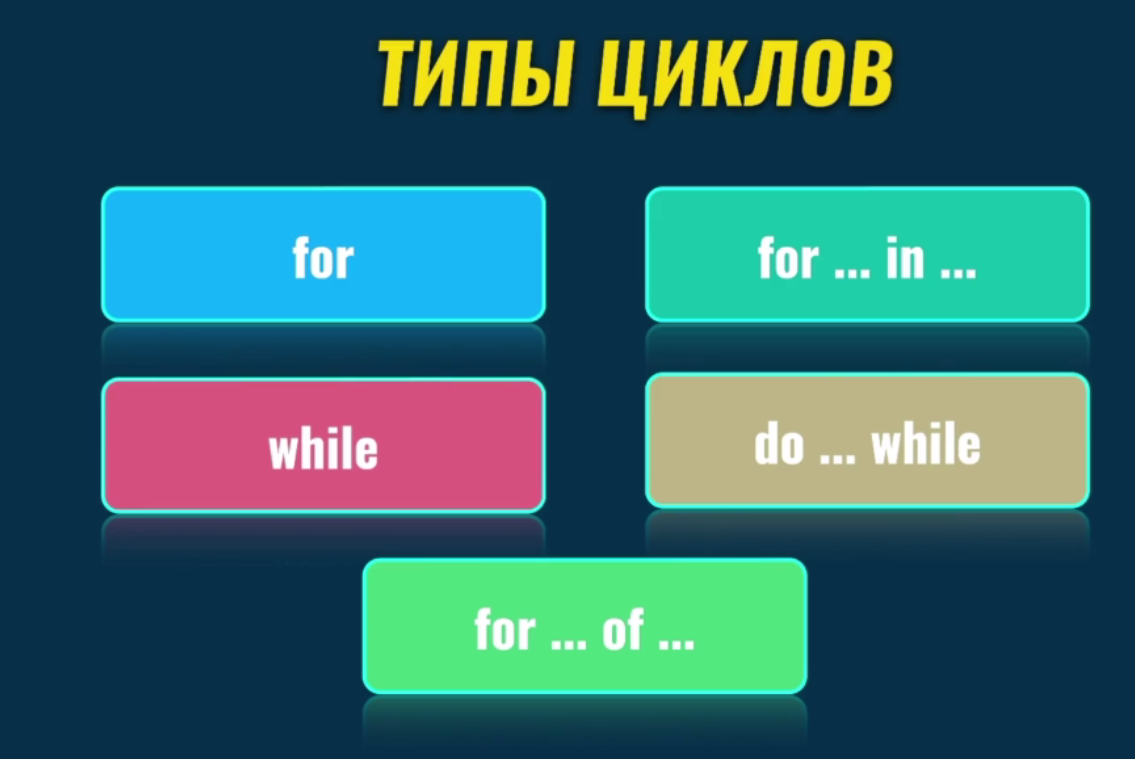 ТИПЫ ЦИКЛОВ
for
for ... in ...
while
do ... while
for ... of ...